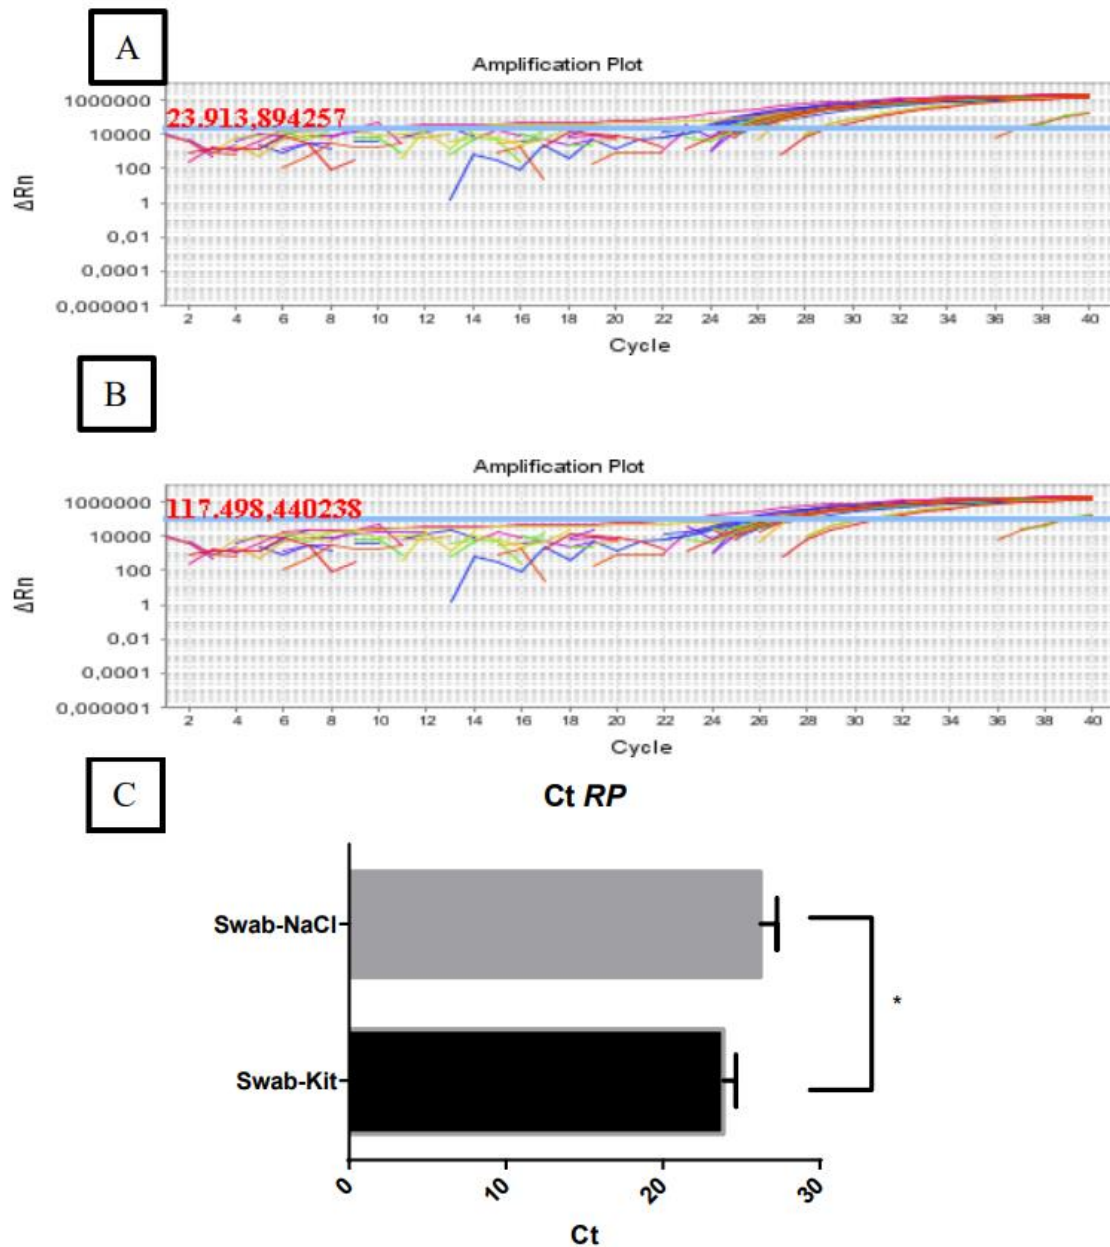 A
Amplification Plot
1000000
23.913,894257
10000
100
1
0,01
0,0001
0,000001
ΔRn
2 4 6 8 10 12 14 16 18 20 22 24 26 28 30 32 34 36 38 40
Cycle
B
Amplification Plot
1000000
117.498,440238
10000
100
1
0,01
0,0001
0,000001
ΔRn
2 4 6 8 10 12 14 16 18 20 22 24 26 28 30 32 34 36 38 40
Cycle
C
Ct RP
Swab-NaCl
*
Swab-Kit
0 10 20 30
Ct